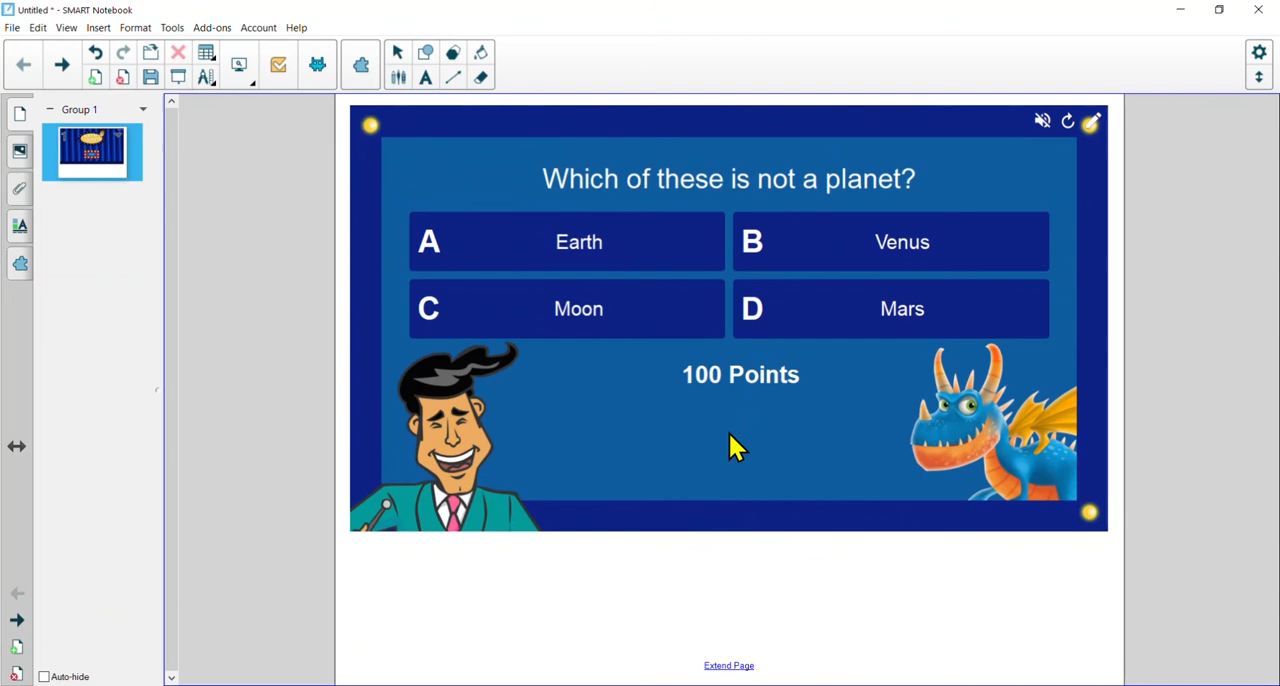 Untitled * - SMART Notebook
File Edit View Insert Format Tools Add-ons Account Help
Group 1
Which of these is not a planet?
A Earth
B Venus
C Moon
D Mars
100 Points
Extend Page
Auto-hide